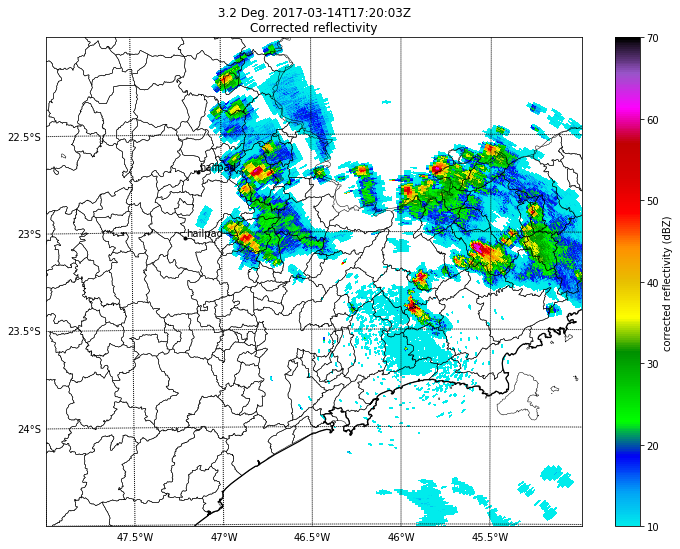 3.2 Deg. 2017-03-14T17:20:03Z
Corrected reflectivity
70
60
50
40
30
20
10
corrected reflectivity (dBZ)
22.5°S
23°S
23.5°S
24°S
hailpad
hailpad
47.5°W
47°W
46.5°W
46°W
45.5°W